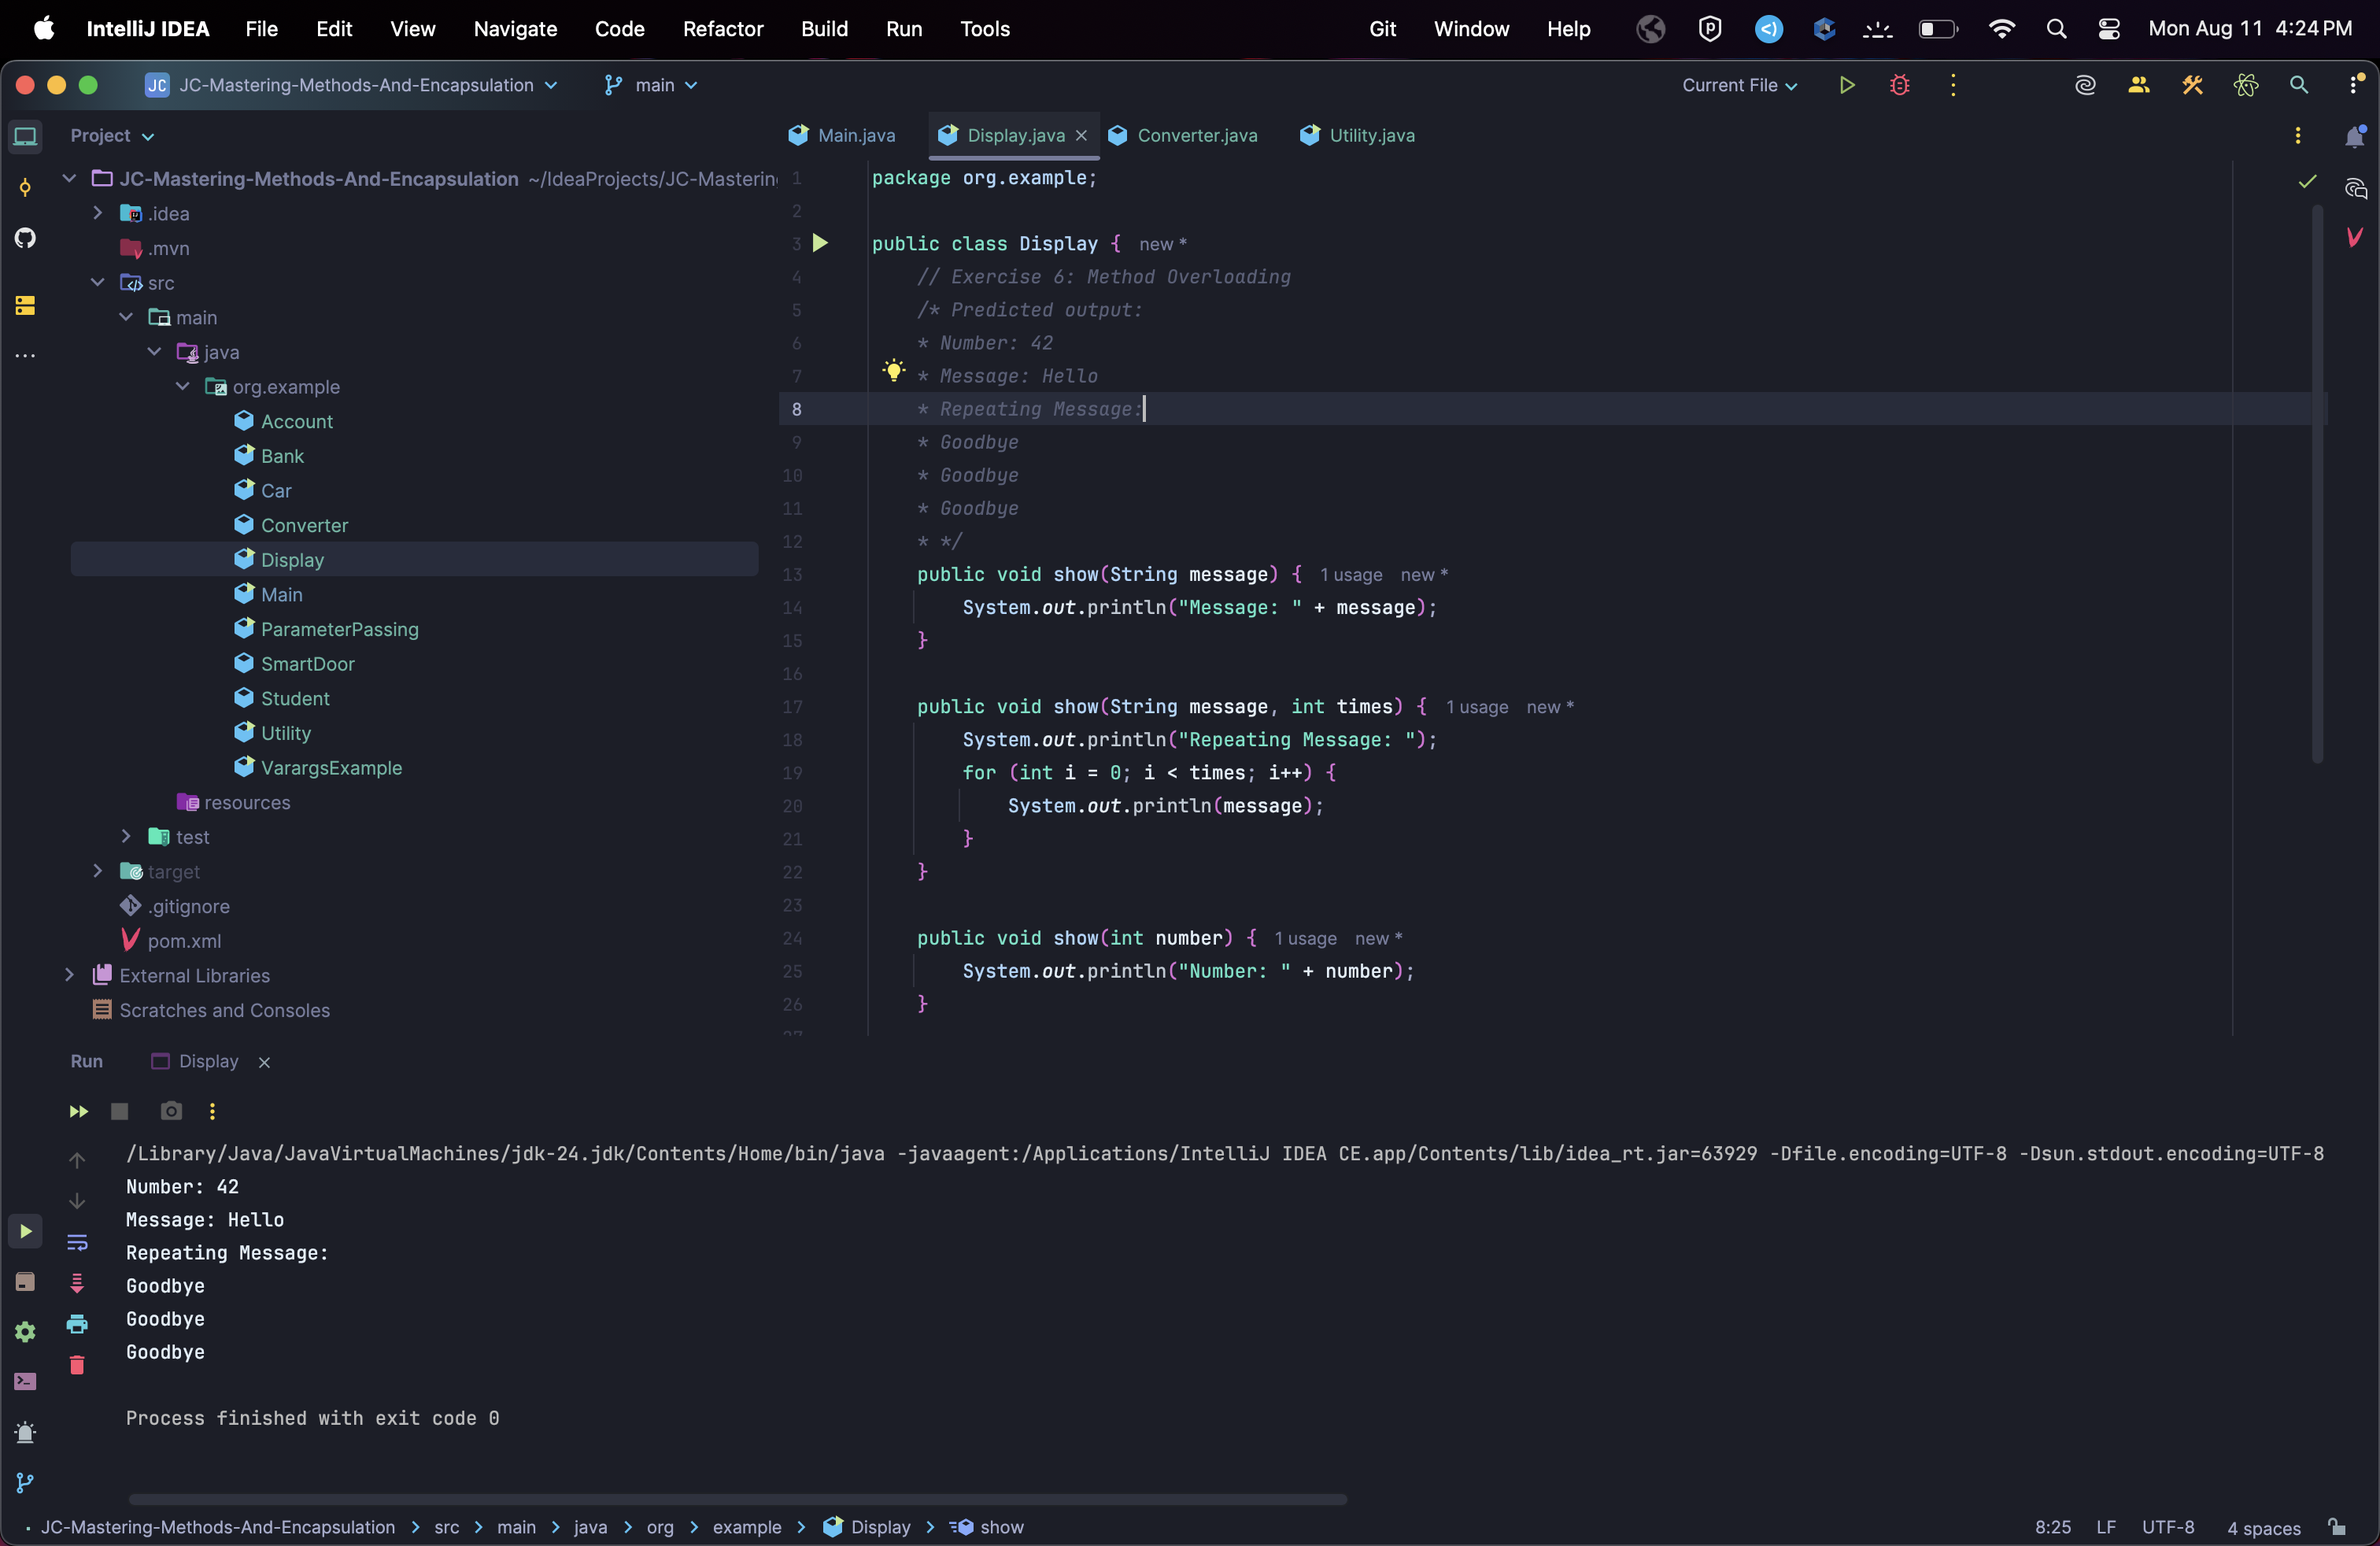 IntelliJ IDEA File Edit View Navigate Code Refactor Build Run Tools Git Window Help Mon Aug 11 4:24 PM
JC JC-Mastering-Methods-And-Encapsulation main Current File
Project
Main.java Display.java Converter.java Utility.java
JC-Mastering-Methods-And-Encapsulation ~/IdeaProjects/JC-Mastering
.idea
.mvn
src
main
java
org.example
Account
Bank
Car
Converter
Display
Main
ParameterPassing
SmartDoor
Student
Utility
VarargsExample
resources
test
target
.gitignore
pom.xml
External Libraries
Scratches and Consoles
1 package org.example;
2
3 public class Display { new *
4 // Exercise 6: Method Overloading
5 /* Predicted output:
6 * Number: 42
7 * Message: Hello
8 * Repeating Message:
9 * Goodbye
10 * Goodbye
11 * Goodbye
12 * */
13 public void show(String message) { 1 usage new *
14 System.out.println("Message: " + message);
15 }
16
17 public void show(String message, int times) { 1 usage new *
18 System.out.println("Repeating Message: ");
19 for (int i = 0; i < times; i++) {
20 System.out.println(message);
21 }
22 }
23
24 public void show(int number) { 1 usage new *
25 System.out.println("Number: " + number);
26 }
27
Run Display
/Library/Java/JavaVirtualMachines/jdk-24.jdk/Contents/Home/bin/java -javaagent:/Applications/IntelliJ IDEA CE.app/Contents/lib/idea_rt.jar=63929 -Dfile.encoding=UTF-8 -Dsun.stdout.encoding=UTF-8
Number: 42
Message: Hello
Repeating Message:
Goodbye
Goodbye
Goodbye
Process finished with exit code 0
JC-Mastering-Methods-And-Encapsulation src main java org example Display show 8:25 LF UTF-8 4 spaces